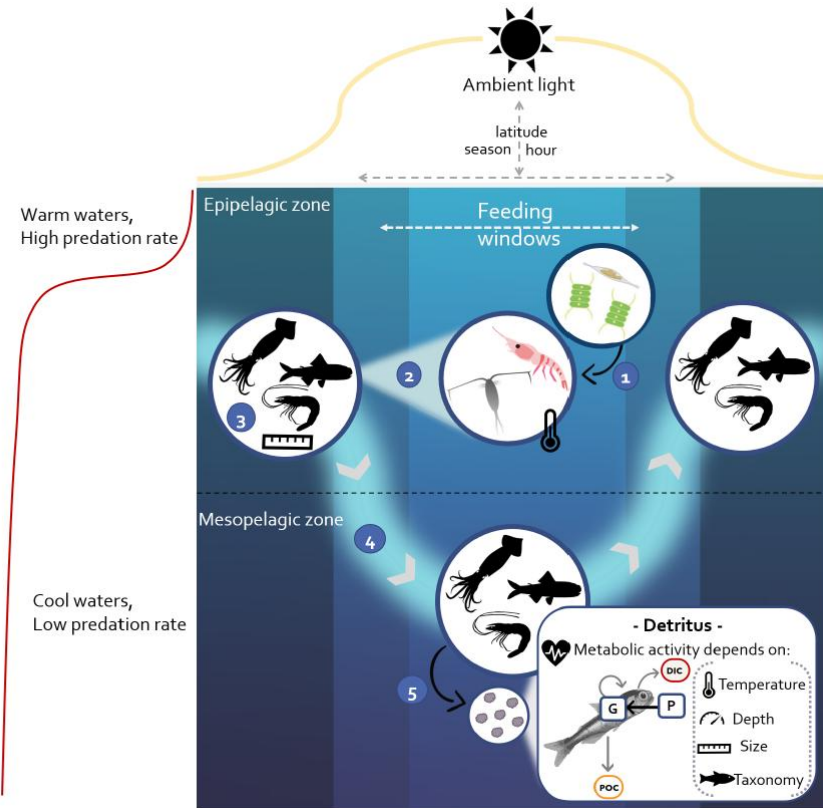 Ambient light
latitude
season hour
Warm waters,
High predation rate
Epipelagic zone
Feeding
windows
1
2
3
Mesopelagic zone
4
Cool waters,
Low predation rate
5
- Detritus -
Metabolic activity depends on:
DIC
G
P
POC
Temperature
Depth
Size
Taxonomy